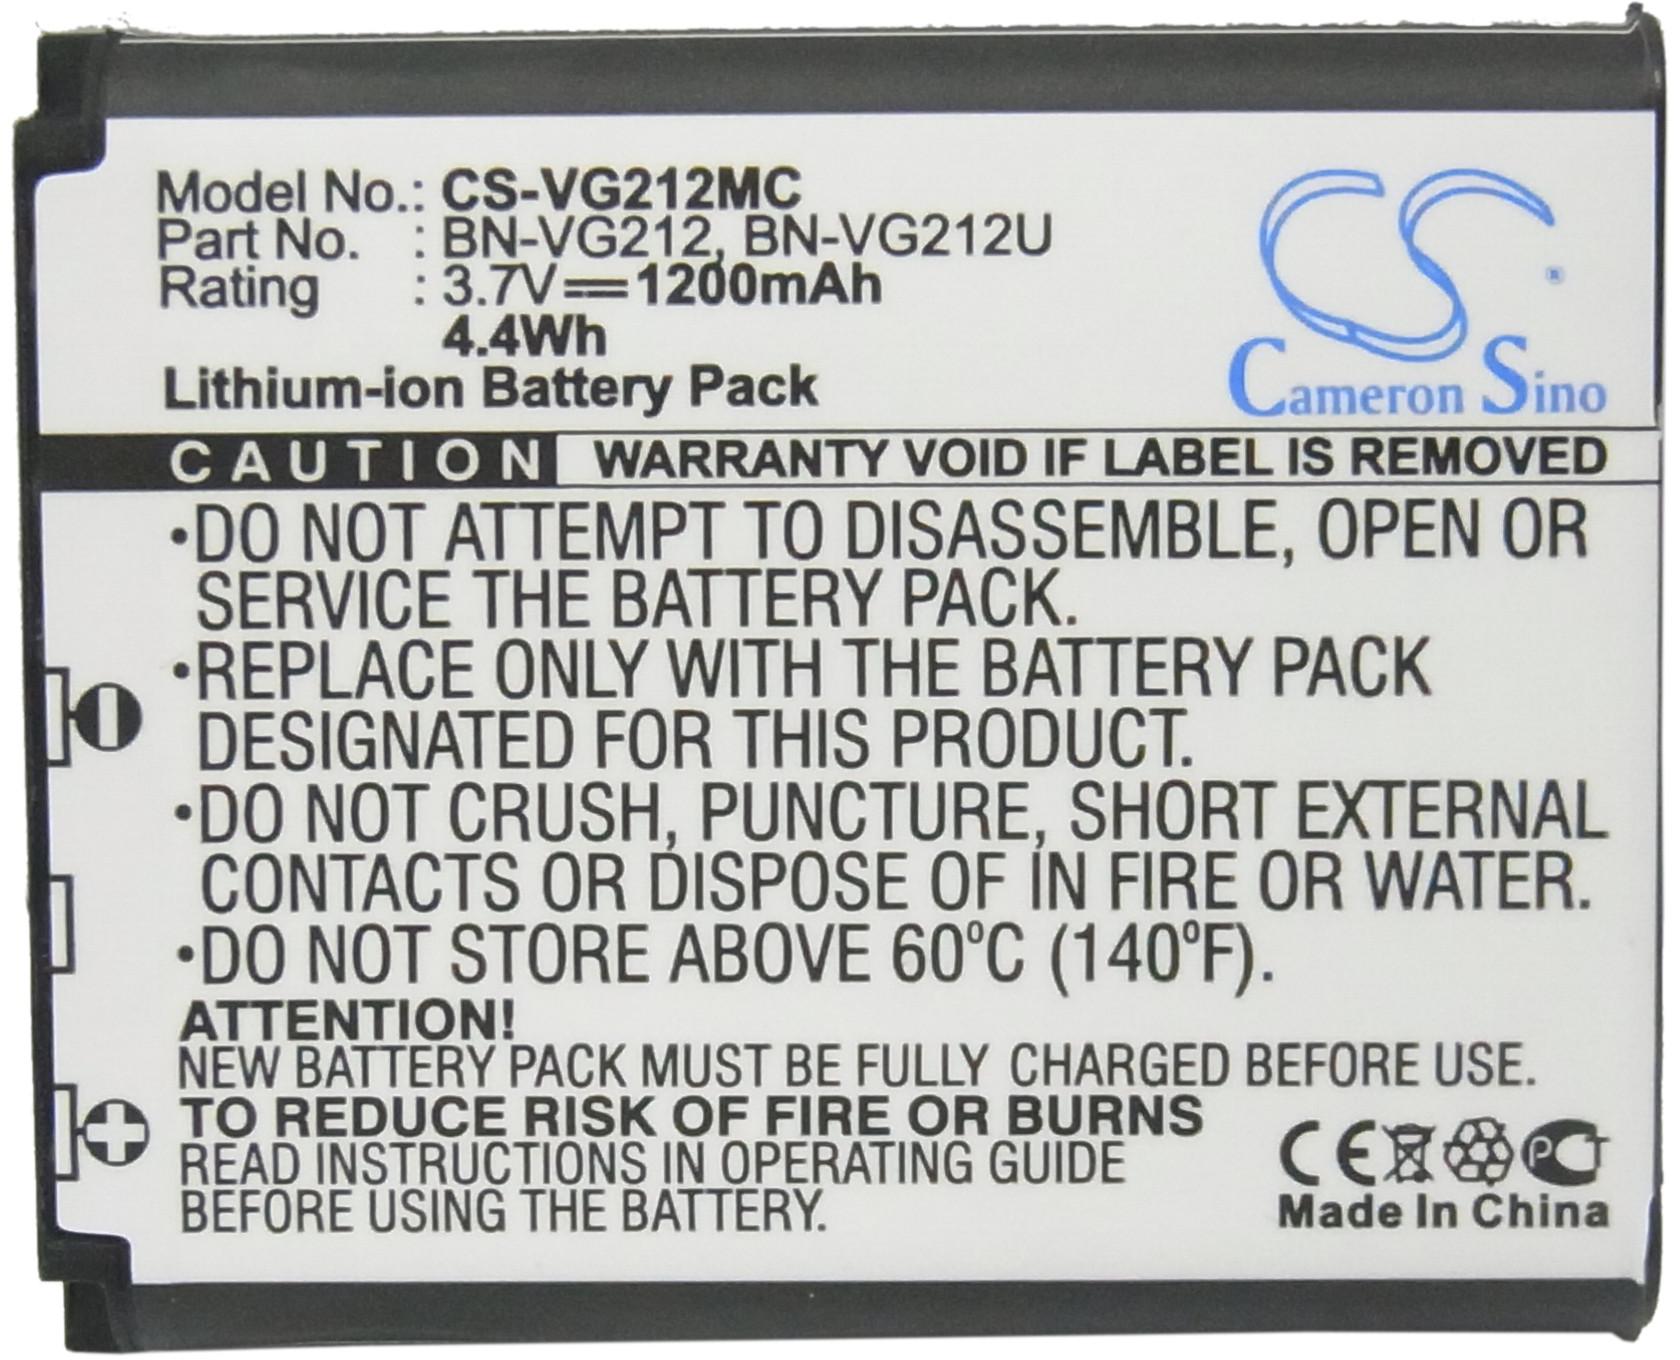 Model No.: CS-VG212MC
Part No. : BN-VG212, BN-VG212U
Rating : 3.7V⎓1200mAh
4.4Wh
Lithium-ion Battery Pack
CS®
Cameron Sino
CAUTION WARRANTY VOID IF LABEL IS REMOVED
•DO NOT ATTEMPT TO DISASSEMBLE, OPEN OR
SERVICE THE BATTERY PACK.
•REPLACE ONLY WITH THE BATTERY PACK
DESIGNATED FOR THIS PRODUCT.
•DO NOT CRUSH, PUNCTURE, SHORT EXTERNAL
CONTACTS OR DISPOSE OF IN FIRE OR WATER.
•DO NOT STORE ABOVE 60°C (140°F).
ATTENTION!
NEW BATTERY PACK MUST BE FULLY CHARGED BEFORE USE.
TO REDUCE RISK OF FIRE OR BURNS
READ INSTRUCTIONS IN OPERATING GUIDE
BEFORE USING THE BATTERY.
CE PCT
Made In China